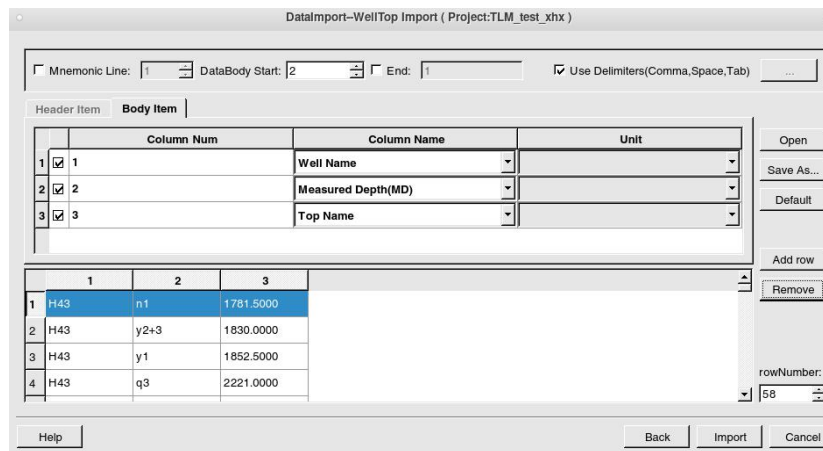 DataImport--WellTop Import ( Project:TLM_test_xhx )
Mnemonic Line: 1 DataBody Start: 2 End: 1 Use Delimiters(Comma,Space,Tab) ...
Header Item Body Item
Column Num Column Name Unit
1 1 Well Name
2 2 Measured Depth(MD)
3 3 Top Name
Open
Save As...
Default
Add row
Remove
1 2 3
1 H43 n1 1781.5000
2 H43 y2+3 1830.0000
3 H43 y1 1852.5000
4 H43 q3 2221.0000
rowNumber:
58
Help Back Import Cancel